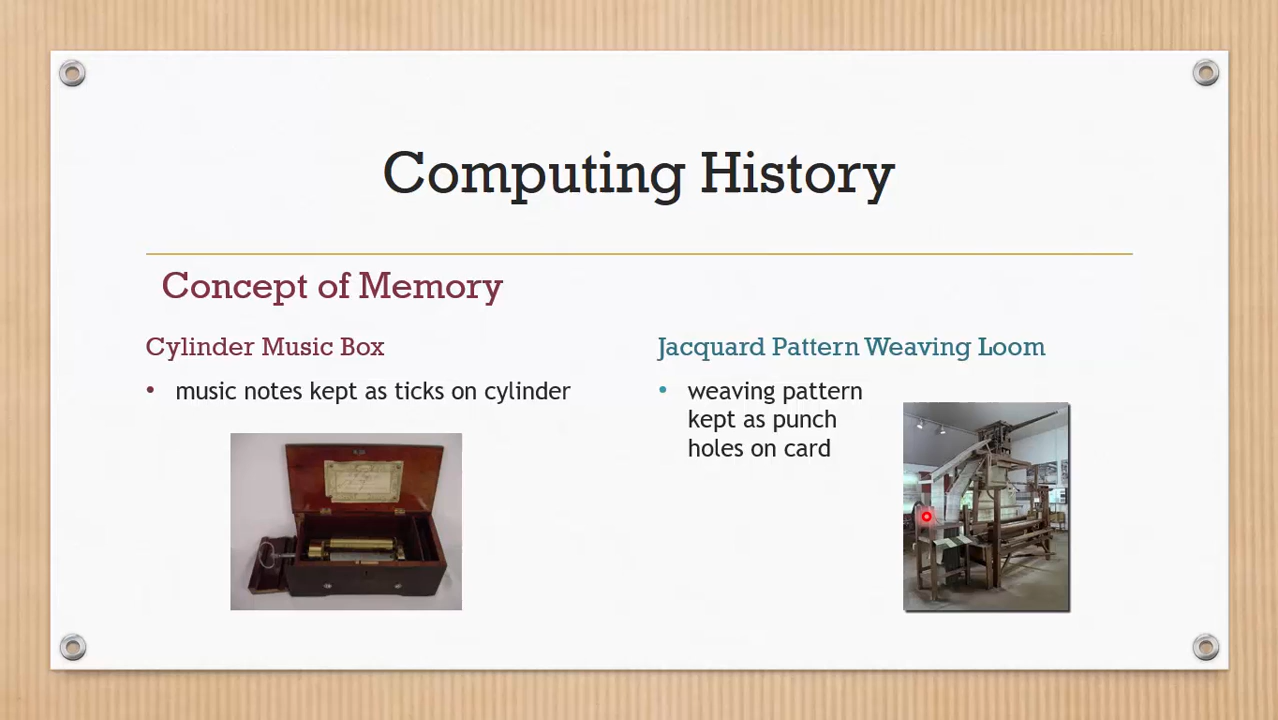 Computing History
Concept of Memory
Cylinder Music Box
• music notes kept as ticks on cylinder
Jacquard Pattern Weaving Loom
• weaving pattern
kept as punch
holes on card